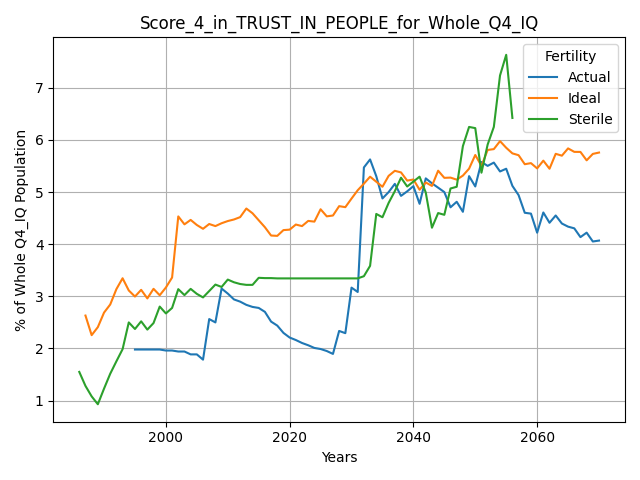 Score_4_in_TRUST_IN_PEOPLE_for_Whole_Q4_IQ
% of Whole Q4_IQ Population
7
6
5
4
3
2
1
Fertility
Actual
Ideal
Sterile
2000
2020
2040
2060
Years